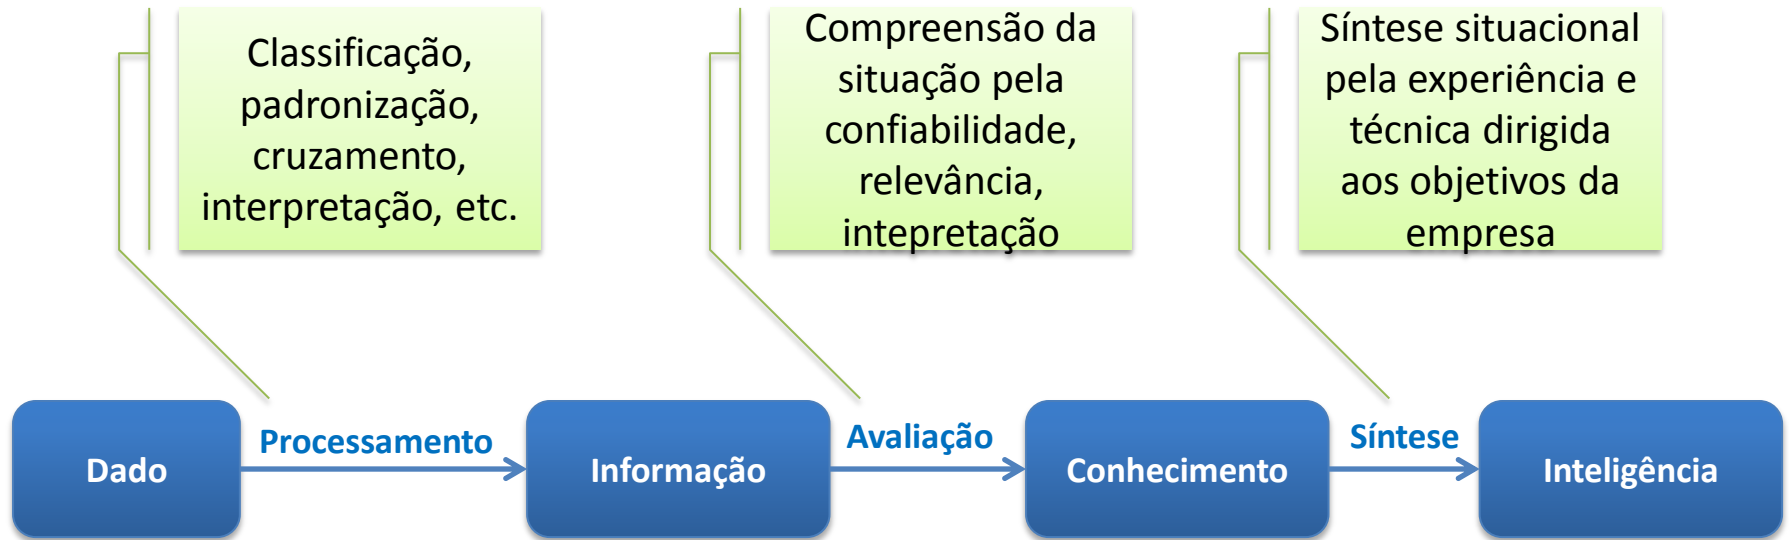 Classificação,
padronização,
cruzamento,
interpretação, etc.
Compreensão da
situação pela
confiabilidade,
relevância,
intepretação
Síntese situacional
pela experiência e
técnica dirigida
aos objetivos da
empresa
Dado
Processamento
Informação
Avaliação
Conhecimento
Síntese
Inteligência